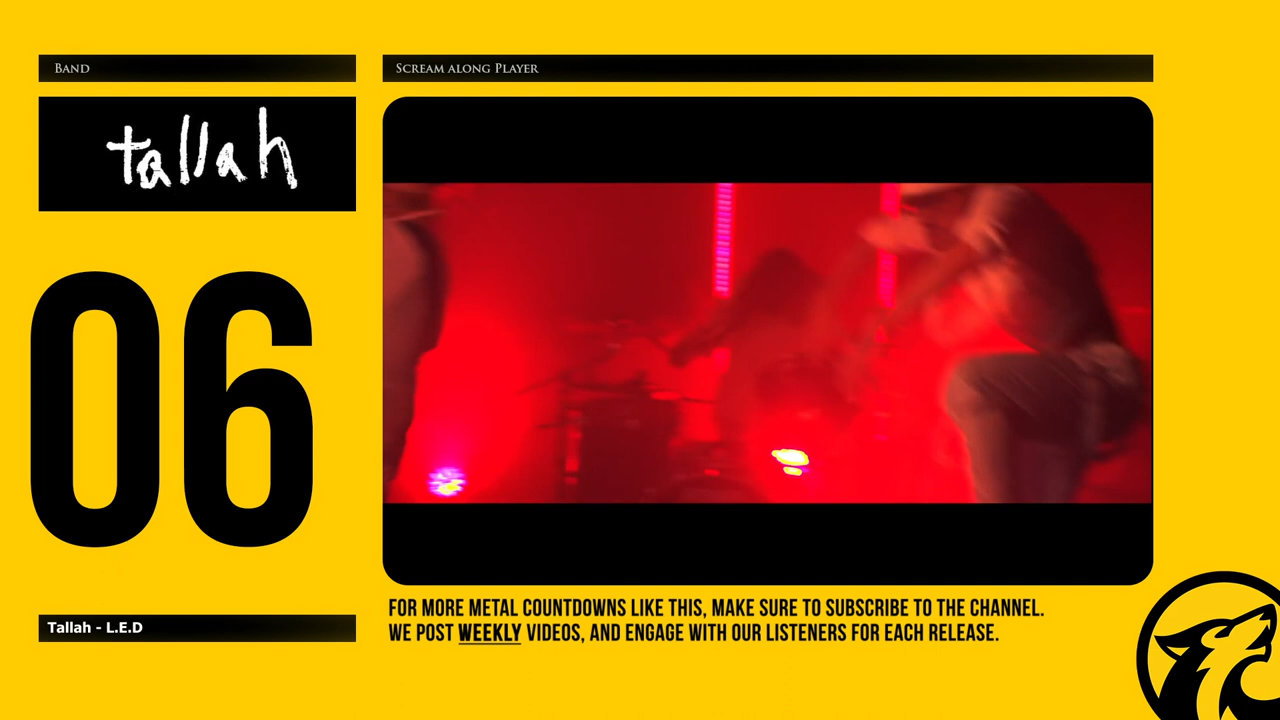 Band
Scream along Player
tallah
06
Tallah - L.E.D
FOR MORE METAL COUNTDOWNS LIKE THIS, MAKE SURE TO SUBSCRIBE TO THE CHANNEL.
WE POST WEEKLY VIDEOS, AND ENGAGE WITH OUR LISTENERS FOR EACH RELEASE.